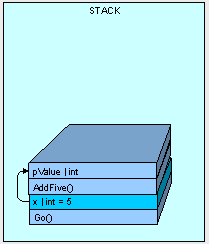 STACK
pValue | int
AddFive()
x | int = 5
Go()